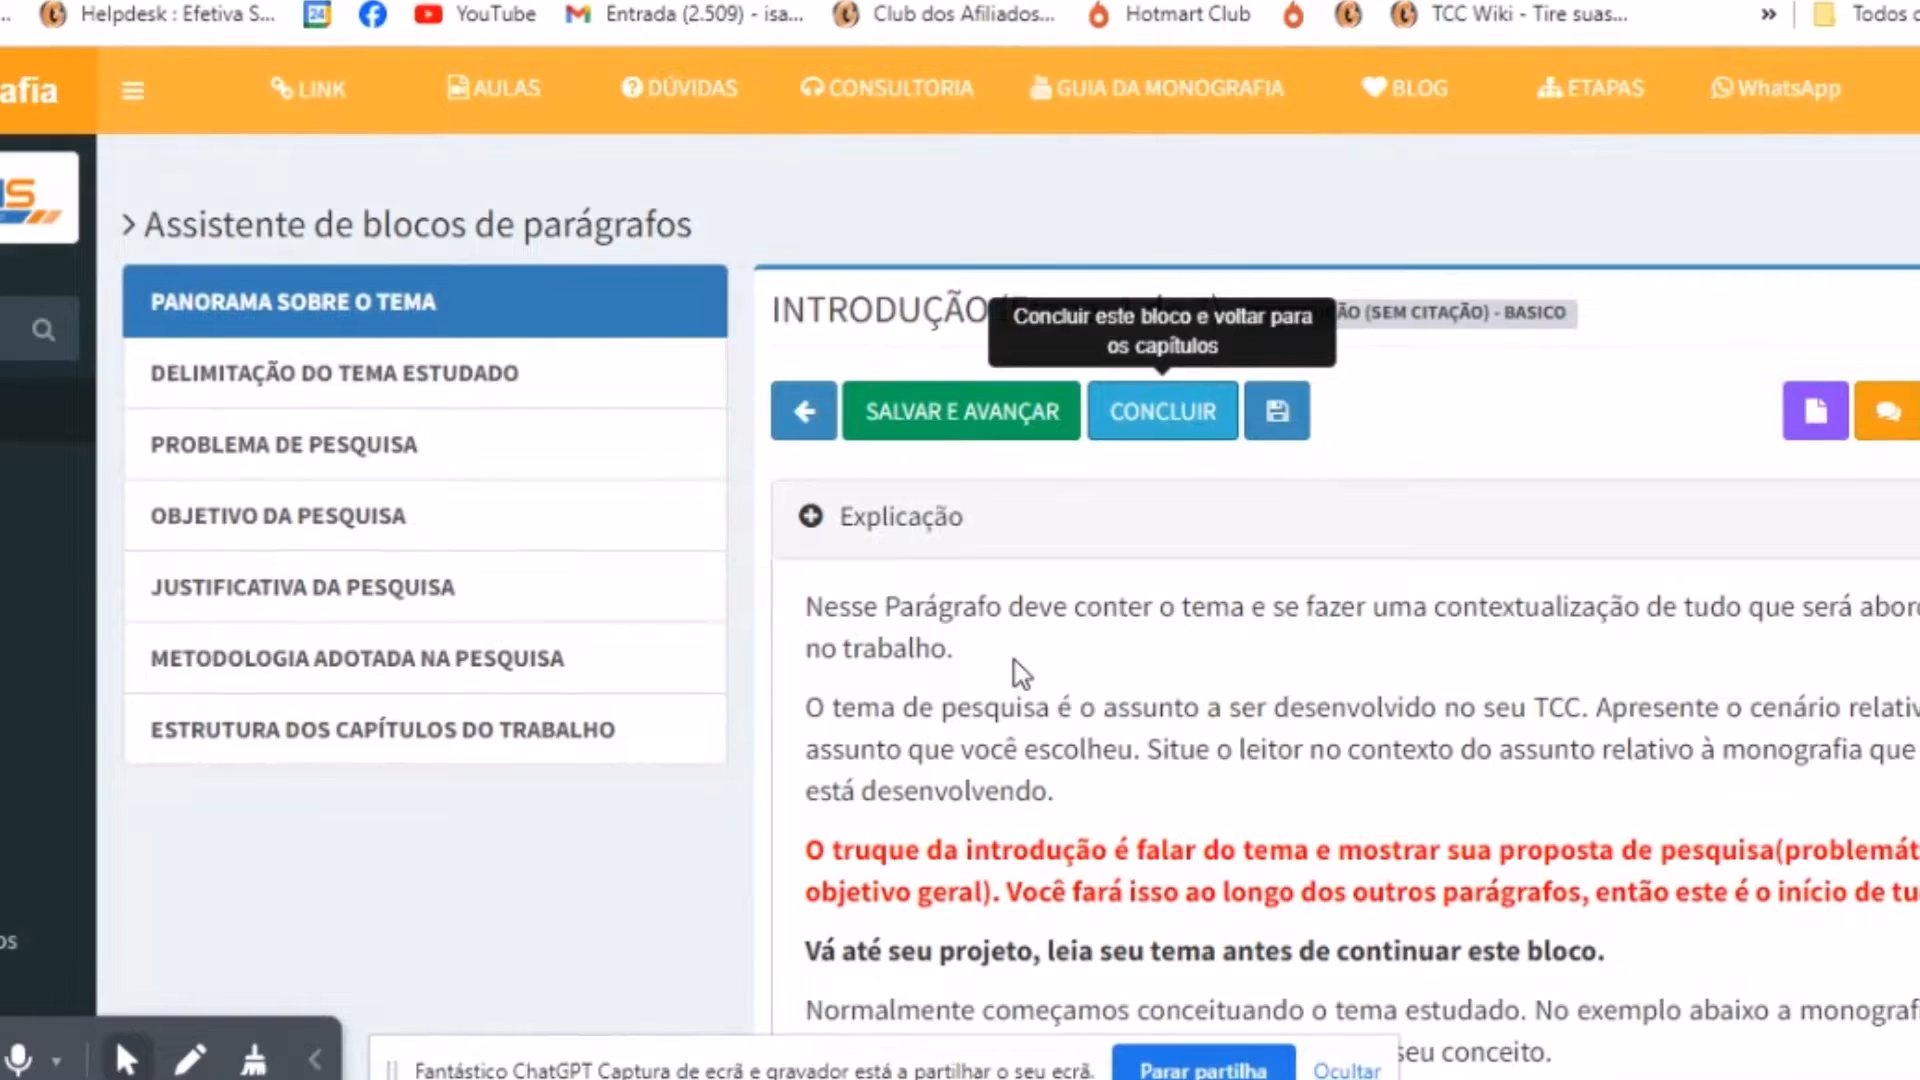 Helpdesk : Efetiva S... 24 YouTube Entrada (2.509) - isa... Club dos Afiliados... Hotmart Club TCC Wiki - Tire suas... » Todos
afia LINK AULAS DÚVIDAS CONSULTORIA GUIA DA MONOGRAFIA BLOG ETAPAS WhatsApp
Assistente de blocos de parágrafos
PANORAMA SOBRE O TEMA
DELIMITAÇÃO DO TEMA ESTUDADO
PROBLEMA DE PESQUISA
OBJETIVO DA PESQUISA
JUSTIFICATIVA DA PESQUISA
METODOLOGIA ADOTADA NA PESQUISA
ESTRUTURA DOS CAPÍTULOS DO TRABALHO
INTRODUÇÃO ÃO (SEM CITAÇÃO) - BASICO
Concluir este bloco e voltar para
os capítulos
SALVAR E AVANÇAR CONCLUIR
Explicação
Nesse Parágrafo deve conter o tema e se fazer uma contextualização de tudo que será abor
no trabalho.
O tema de pesquisa é o assunto a ser desenvolvido no seu TCC. Apresente o cenário relativ
assunto que você escolheu. Situe o leitor no contexto do assunto relativo à monografia que
está desenvolvendo.
O truque da introdução é falar do tema e mostrar sua proposta de pesquisa(problemát
objetivo geral). Você fará isso ao longo dos outros parágrafos, então este é o início de tu
Vá até seu projeto, leia seu tema antes de continuar este bloco.
Normalmente começamos conceituando o tema estudado. No exemplo abaixo a monografi
seu conceito.
os
Fantástico ChatGPT Captura de ecrã e gravador está a partilhar o seu ecrã. Parar partilha Ocultar